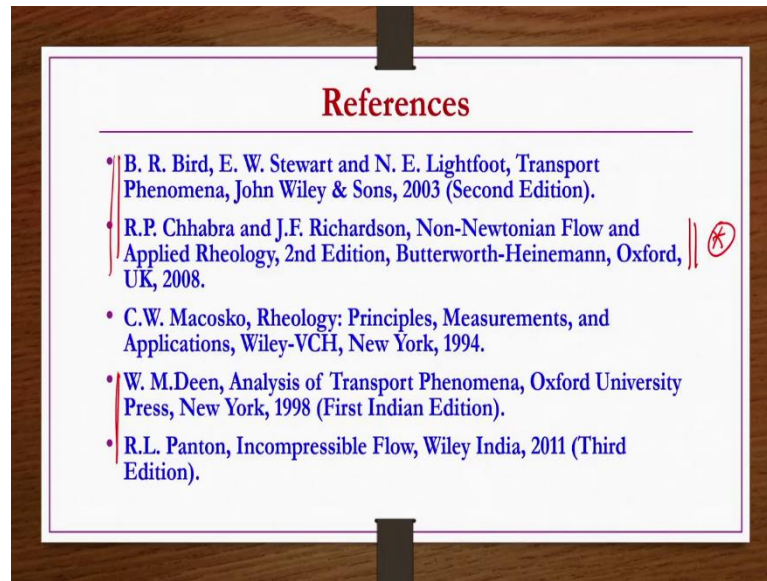 References
• B. R. Bird, E. W. Stewart and N. E. Lightfoot, Transport
Phenomena, John Wiley & Sons, 2003 (Second Edition).
• R.P. Chhabra and J.F. Richardson, Non-Newtonian Flow and
Applied Rheology, 2nd Edition, Butterworth-Heinemann, Oxford,
UK, 2008.
• C.W. Macosko, Rheology: Principles, Measurements, and
Applications, Wiley-VCH, New York, 1994.
• W. M.Deen, Analysis of Transport Phenomena, Oxford University
Press, New York, 1998 (First Indian Edition).
• R.L. Panton, Incompressible Flow, Wiley India, 2011 (Third
Edition).